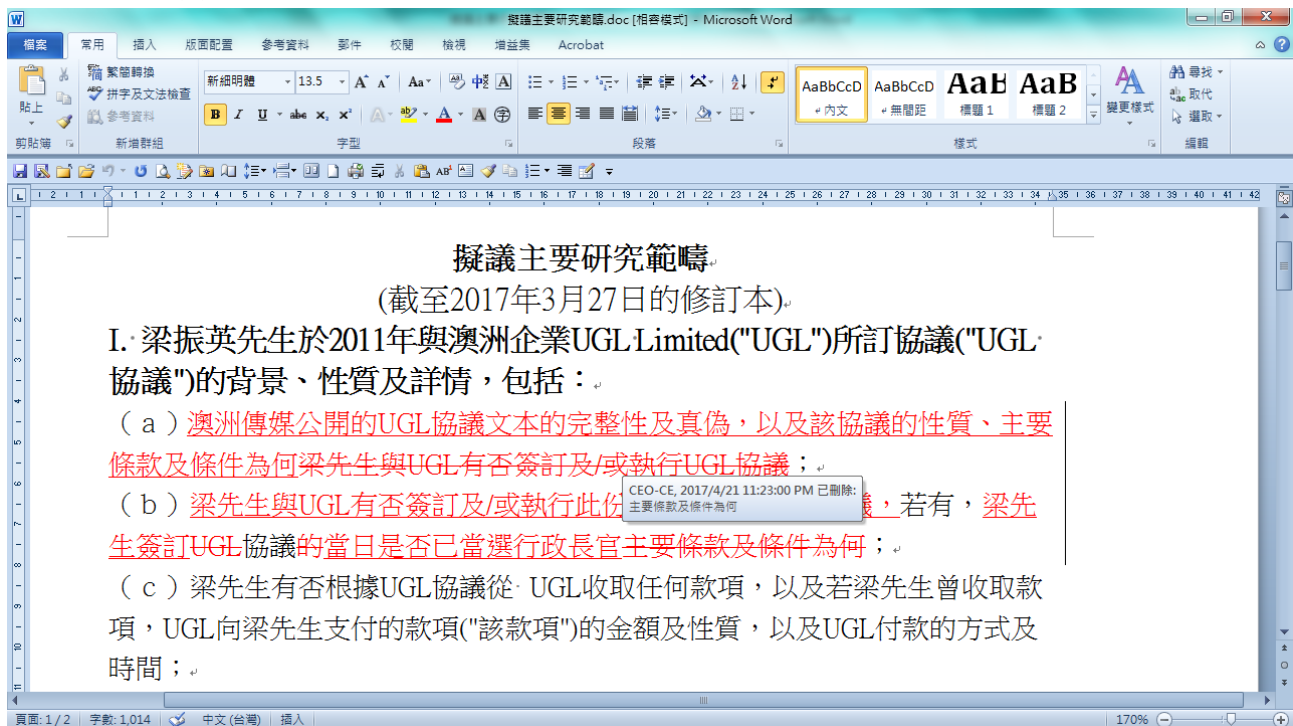 擬議主要研究範疇.doc [相容模式] - Microsoft Word
檔案 常用 插入 版面配置 參考資料 郵件 校閱 檢視 增益集 Acrobat
貼上 繁簡轉換 新細明體 13.5 AaBbCcD AaBbCcD AaB AaB 變更樣式 尋找
拼字及文法檢查 取代
參考資料 內文 無間距 標題 1 標題 2 選取
剪貼簿 新增群組 字型 段落 樣式 編輯
擬議主要研究範疇
(截至2017年3月27日的修訂本)
I. 梁振英先生於2011年與澳洲企業UGL Limited("UGL")所訂協議("UGL
協議")的背景、性質及詳情，包括：
（a）澳洲傳媒公開的UGL協議文本的完整性及真偽，以及該協議的性質、主要
條款及條件為何梁先生與UGL有否簽訂及/或執行UGL協議；
（b）梁先生與UGL有否簽訂及/或執行此份 ，若有，梁先
CEO-CE, 2017/4/21 11:23:00 PM 已刪除:
主要條款及條件為何
生簽訂UGL協議的當日是否已當選行政長官主要條款及條件為何；
（c）梁先生有否根據UGL協議從 UGL收取任何款項，以及若梁先生曾收取款
項，UGL向梁先生支付的款項("該款項")的金額及性質，以及UGL付款的方式及
時間；
頁面: 1 / 2 字數: 1,014 中文 (台灣) 插入 170%